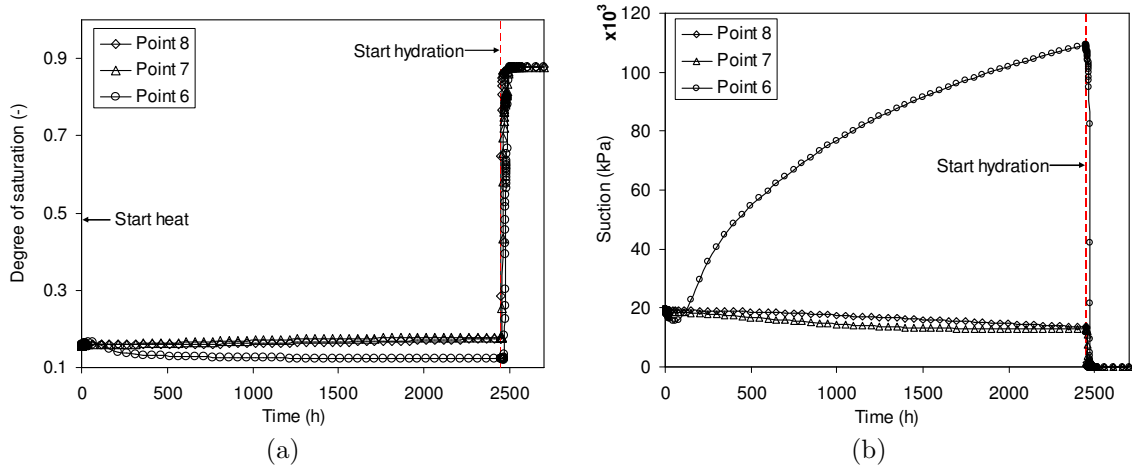 Degree of saturation (-)
0.9
0.7
0.5
0.3
0.1
Point 8
Point 7
Point 6
Start hydration
Start heat
0 500 1000 1500 2000 2500
Time (h)
(a)
x10³
Suction (kPa)
120
100
80
60
40
20
0
Point 8
Point 7
Point 6
Start hydration
0 500 1000 1500 2000 2500
Time (h)
(b)